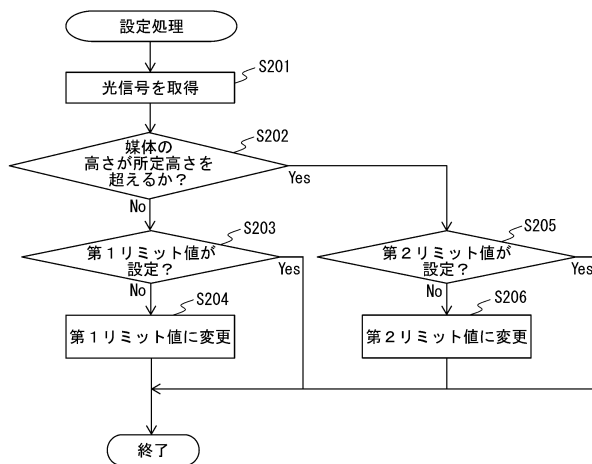 設定処理
S201
光信号を取得
S202
媒体の
高さが所定高さを
超えるか？
Yes
No
S203
第１リミット値が
設定？
Yes
No
S204
第１リミット値に変更
S205
第２リミット値が
設定？
Yes
No
S206
第２リミット値に変更
終了